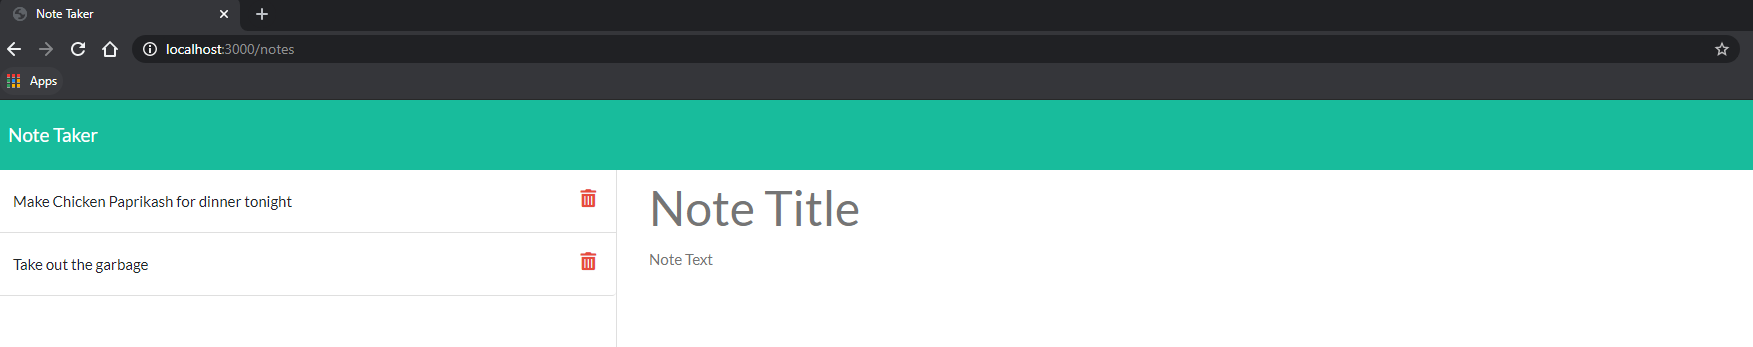 Note Taker
localhost:3000/notes
Apps
Note Taker
Make Chicken Paprikash for dinner tonight
Take out the garbage
Note Title
Note Text